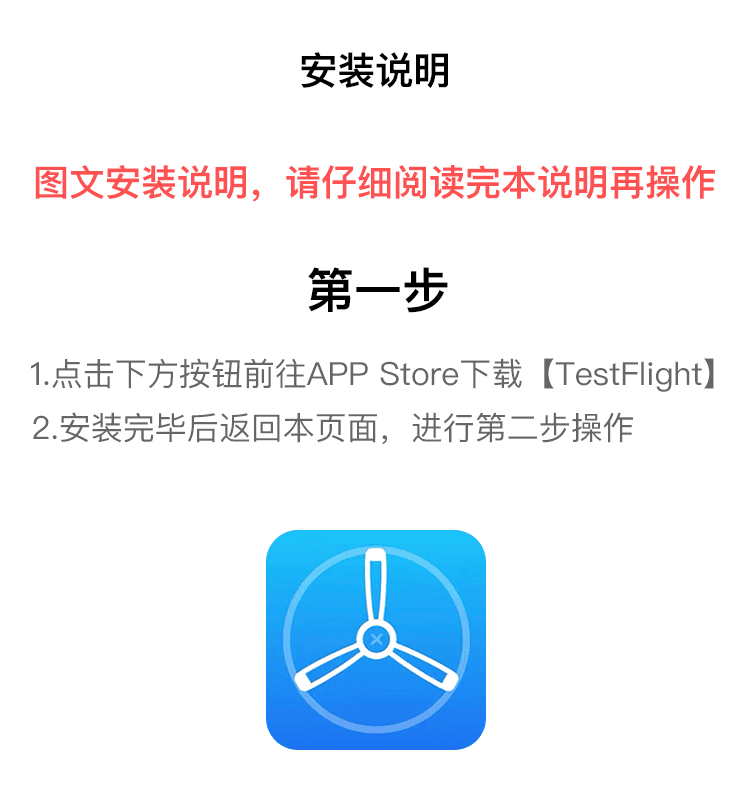 安装说明
图文安装说明，请仔细阅读完本说明再操作
第一步
1.点击下方按钮前往APP Store下载【TestFlight】
2.安装完毕后返回本页面，进行第二步操作